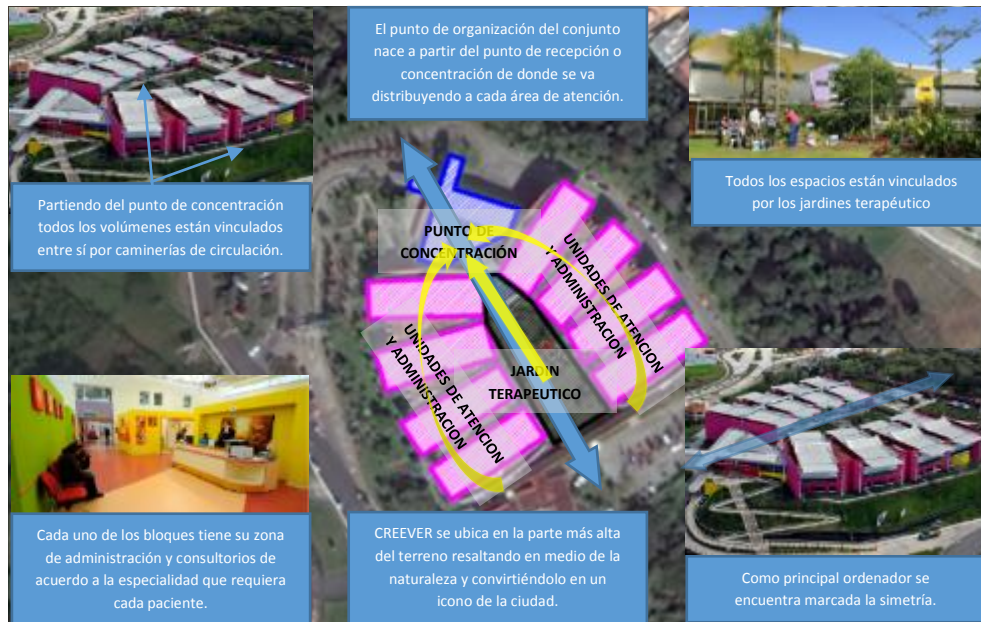 El punto de organización del conjunto
nace a partir del punto de recepción o
concentración de donde se va
distribuyendo a cada área de atención.
Partiendo del punto de concentración
todos los volúmenes están vinculados
entre sí por caminerías de circulación.
Todos los espacios están vinculados
por los jardines terapéutico
PUNTO DE
CONCENTRACIÓN
UNIDADES DE ATENCION
Y ADMINISTRACION
UNIDADES DE ATENCION
Y ADMINISTRACION
JARDIN
TERAPEUTICO
Cada uno de los bloques tiene su zona
de administración y consultorios de
acuerdo a la especialidad que requiera
cada paciente.
CREEVER se ubica en la parte más alta
del terreno resaltando en medio de la
naturaleza y convirtiéndolo en un
icono de la ciudad.
Como principal ordenador se
encuentra marcada la simetría.